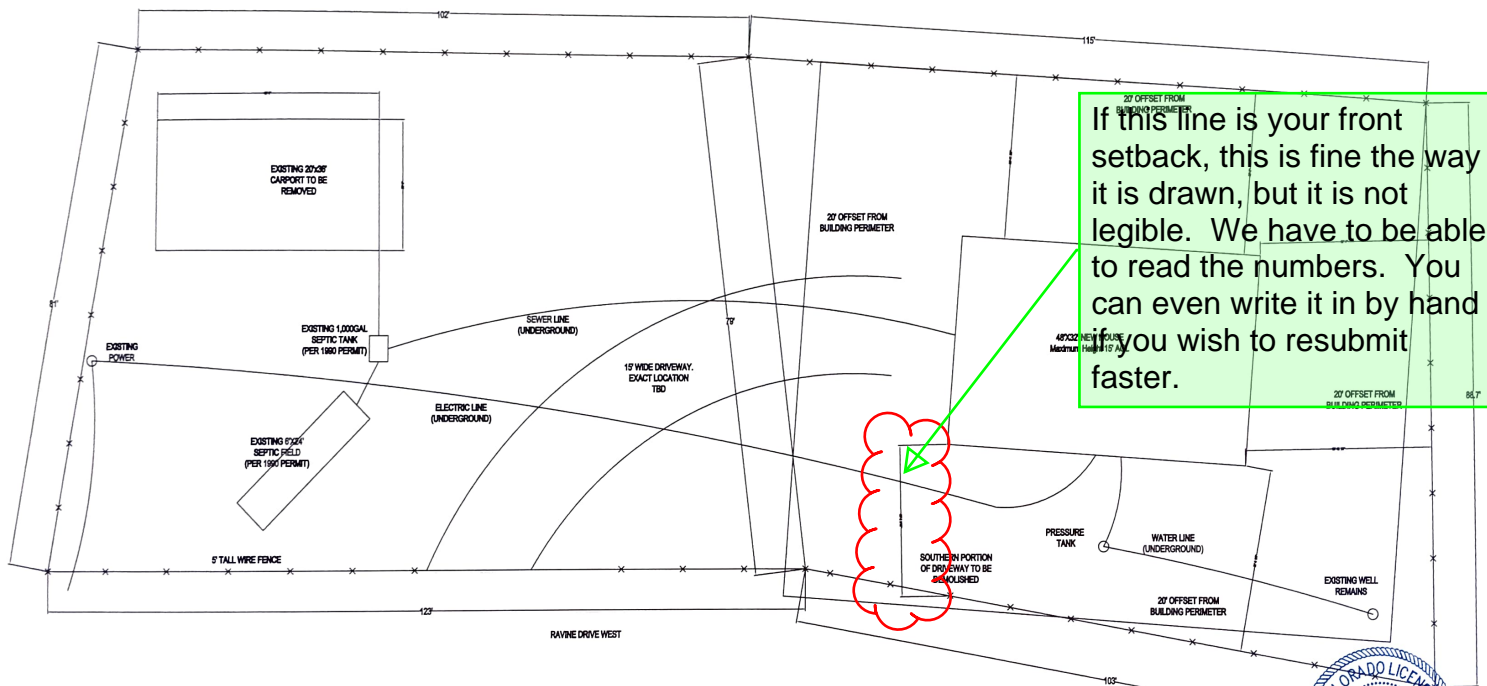 102'
115'
20' OFFSET FROM
BUILDING PERIMETER
If this line is your front
setback, this is fine the way
it is drawn, but it is not
legible. We have to be able
to read the numbers. You
can even write it in by hand
if you wish to resubmit
faster.
EXISTING 20'x36'
CARPORT TO BE
REMOVED
20' OFFSET FROM
BUILDING PERIMETER
81'
79'
SEWER LINE
(UNDERGROUND)
EXISTING 1,000GAL
SEPTIC TANK
(PER 1990 PERMIT)
EXISTING
POWER
48'X32' NEW HOUSE
Maximum Height 15'
15' WIDE DRIVEWAY.
EXACT LOCATION
TBD
20' OFFSET FROM
BUILDING PERIMETER
ELECTRIC LINE
(UNDERGROUND)
EXISTING
SEPTIC FIELD
(PER 1990 PERMIT)
PRESSURE
TANK
WATER LINE
(UNDERGROUND)
5' TALL WIRE FENCE
SOUTHERN PORTION
OF DRIVEWAY TO BE
DEMOLISHED
EXISTING WELL
REMAINS
20' OFFSET FROM
BUILDING PERIMETER
123'
RAVINE DRIVE WEST
103'
ORADO LICEN